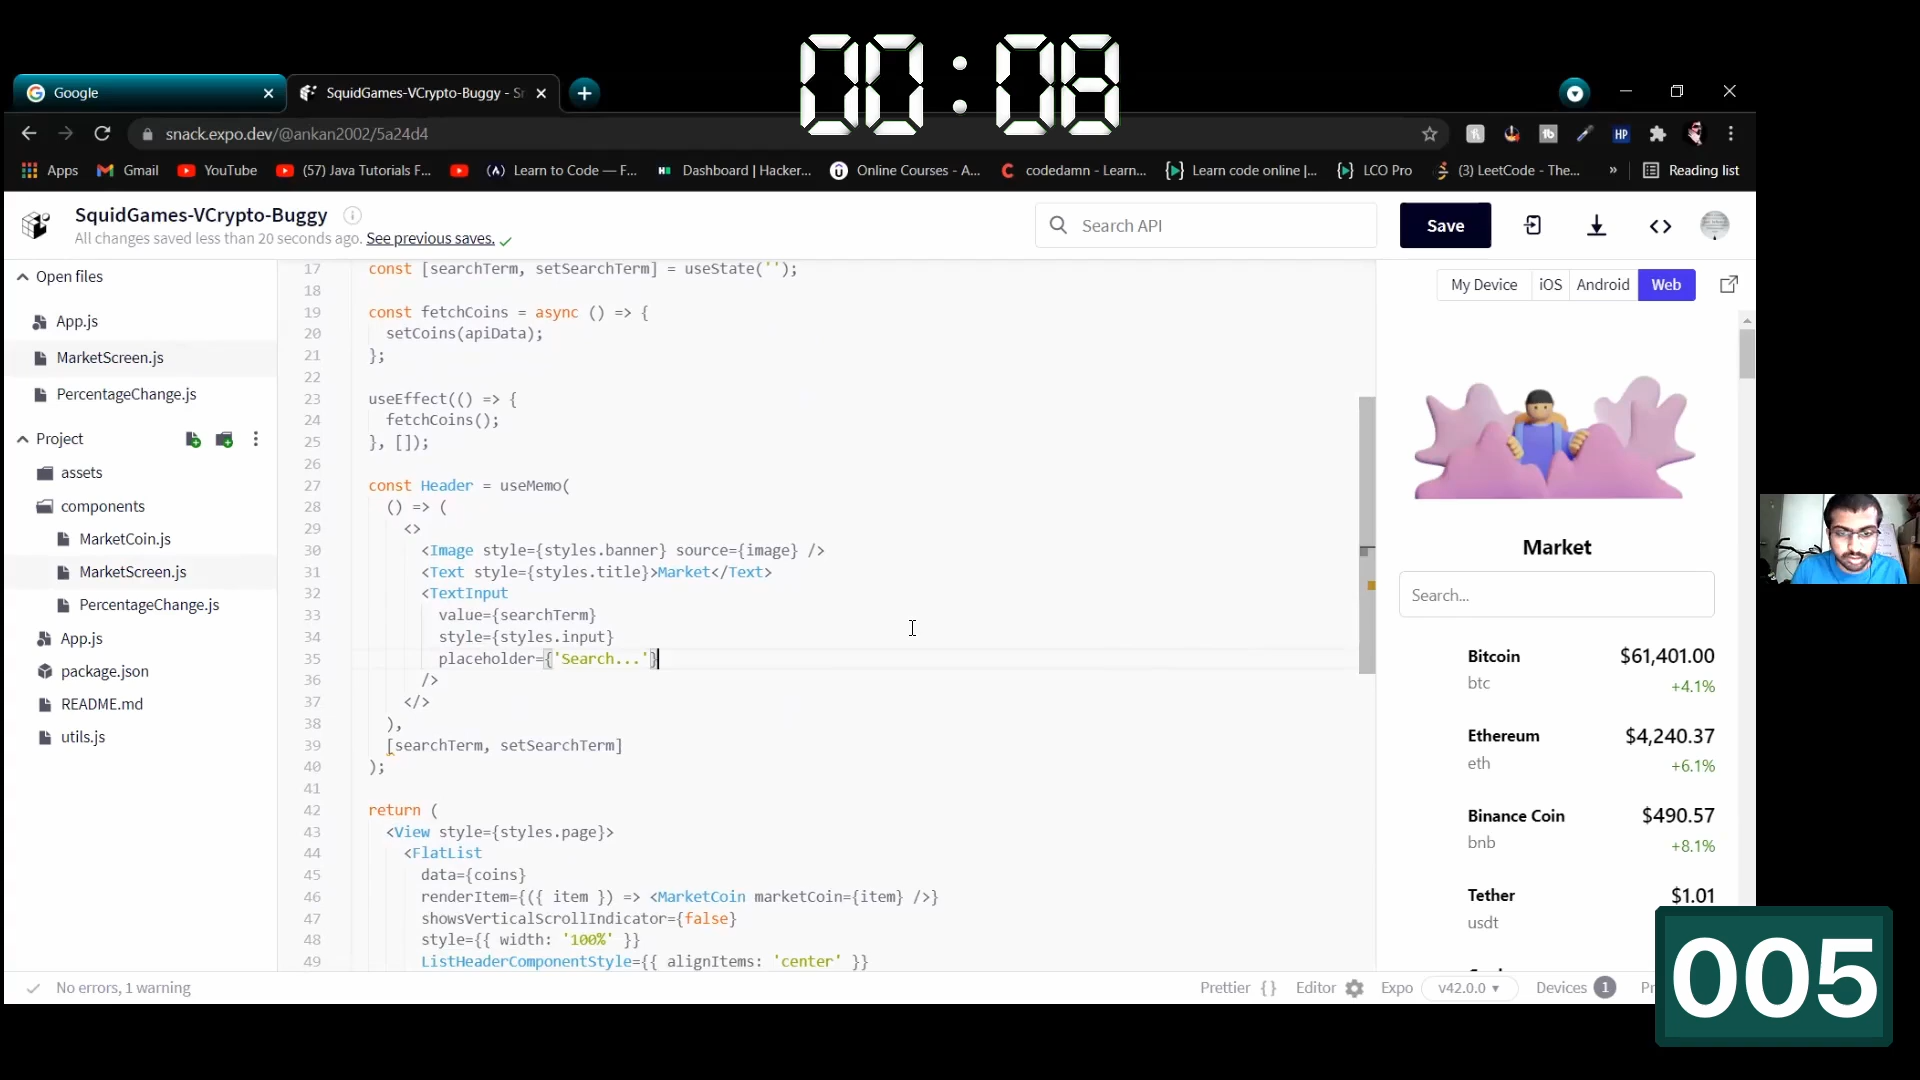 00:08
Google
SquidGames-VCrypto-Buggy - Sr
snack.expo.dev/@ankan2002/5a24d4
HP
Apps
Gmail
YouTube
(57) Java Tutorials F...
Learn to Code — F...
Dashboard | Hacker...
Online Courses - A...
codedamn - Learn...
Learn code online |...
LCO Pro
(3) LeetCode - The...
»
Reading list
SquidGames-VCrypto-Buggy
All changes saved less than 20 seconds ago. See previous saves.
Search API
Save
Open files
App.js
MarketScreen.js
PercentageChange.js
Project
assets
components
MarketCoin.js
MarketScreen.js
PercentageChange.js
App.js
package.json
README.md
utils.js
17 const [searchTerm, setSearchTerm] = useState('');
18
19 const fetchCoins = async () => {
20 setCoins(apiData);
21 };
22
23 useEffect(() => {
24 fetchCoins();
25 }, []);
26
27 const Header = useMemo(
28 () => (
29 <>
30 <Image style={styles.banner} source={image} />
31 <Text style={styles.title}>Market</Text>
32 <TextInput
33 value={searchTerm}
34 style={styles.input}
35 placeholder={'Search...'}
36 />
37 </>
38 ),
39 [searchTerm, setSearchTerm]
40 );
41
42 return (
43 <View style={styles.page}>
44 <FlatList
45 data={coins}
46 renderItem={({ item }) => <MarketCoin marketCoin={item} />}
47 showsVerticalScrollIndicator={false}
48 style={{ width: '100%' }}
49 ListHeaderComponentStyle={{ alignItems: 'center' }}
My Device
iOS
Android
Web
Market
Search...
Bitcoin $61,401.00
btc +4.1%
Ethereum $4,240.37
eth +6.1%
Binance Coin $490.57
bnb +8.1%
Tether $1.01
usdt
No errors, 1 warning
Prettier { }
Editor
Expo
v42.0.0
Devices 1
Pr
005